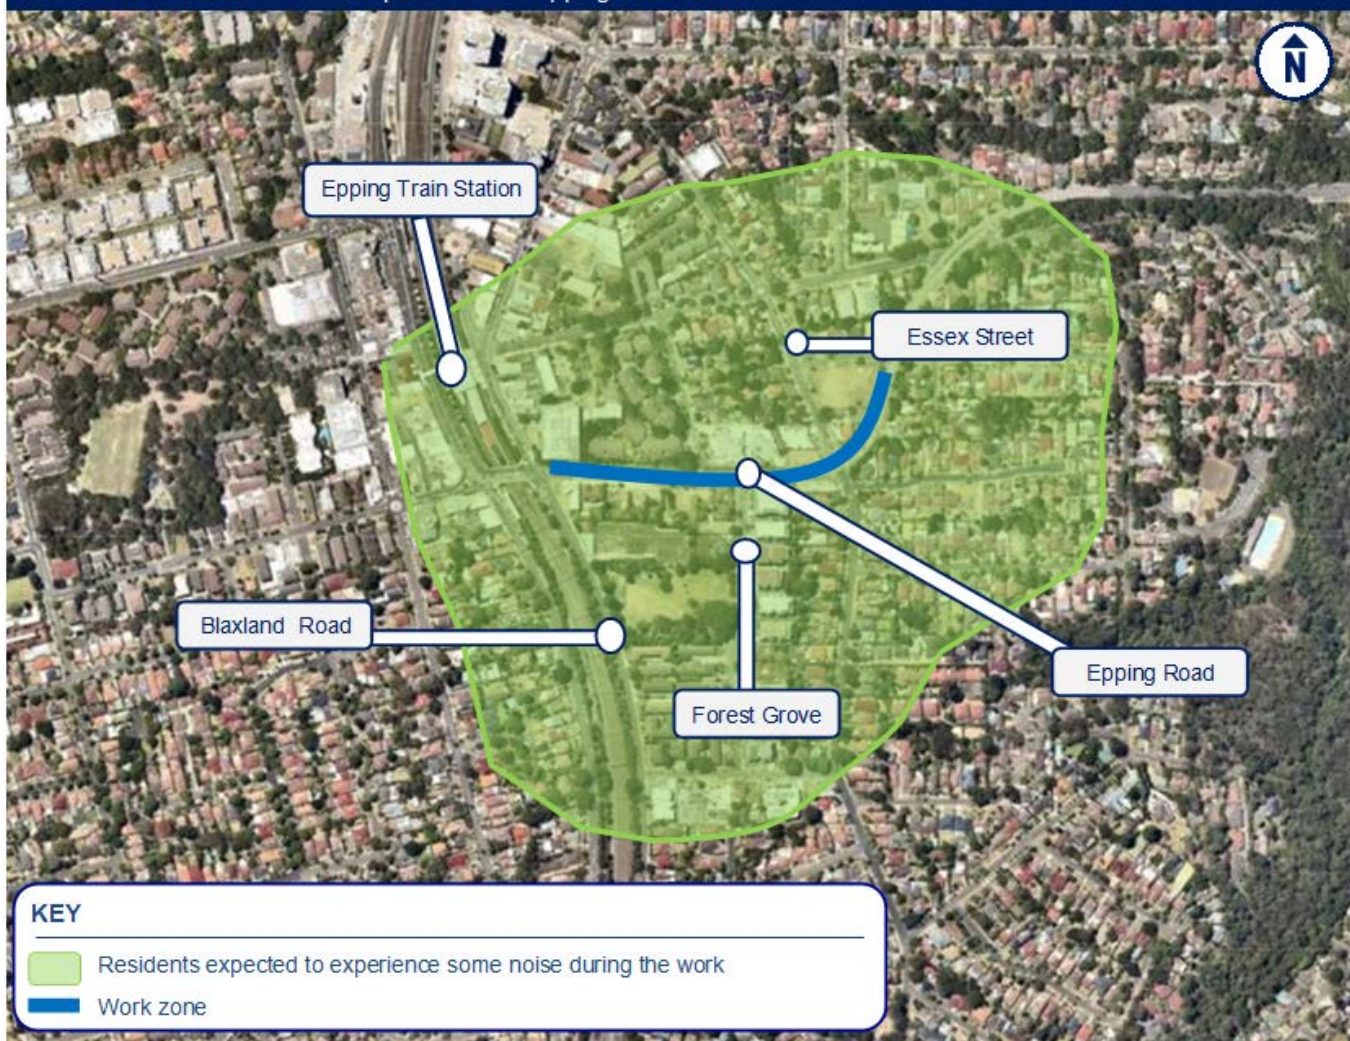 N
Epping Train Station
Essex Street
Blaxland Road
Epping Road
Forest Grove
KEY
Residents expected to experience some noise during the work
Work zone